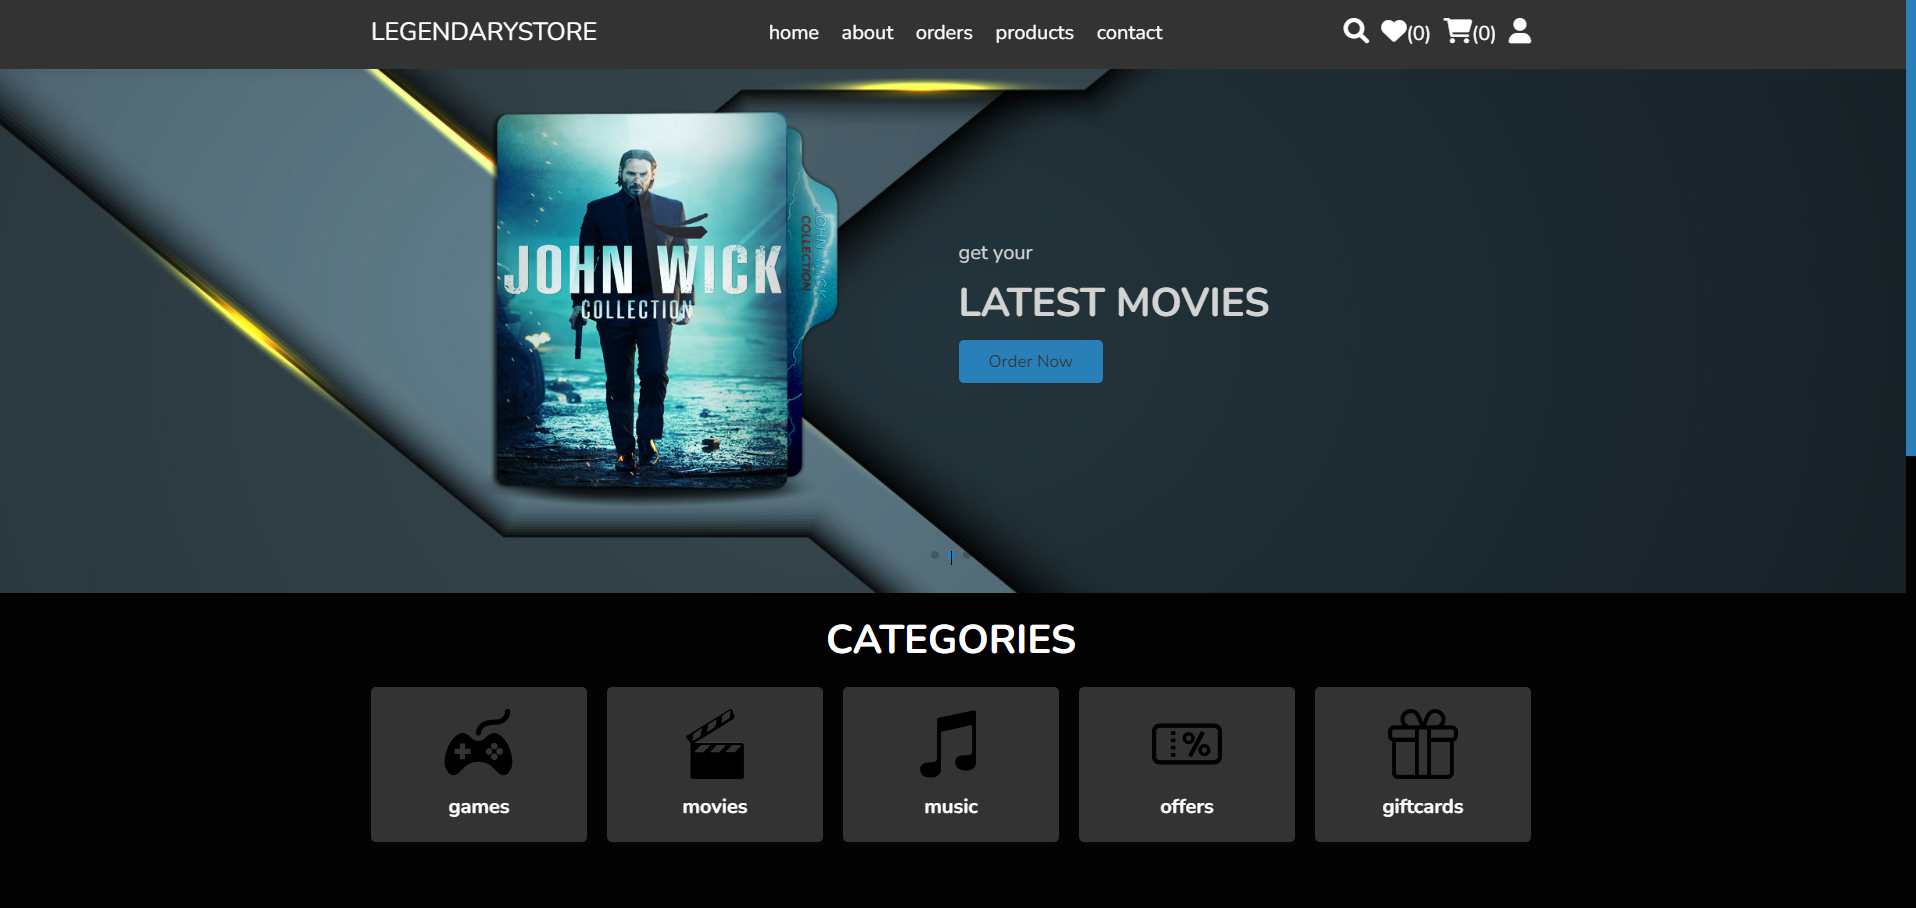 LEGENDARYSTORE
home about orders products contact
(0) (0)
JOHN WICK
COLLECTION
JOHN WICK
COLLECTION
get your
LATEST MOVIES
Order Now
CATEGORIES
games
movies
music
%
offers
giftcards